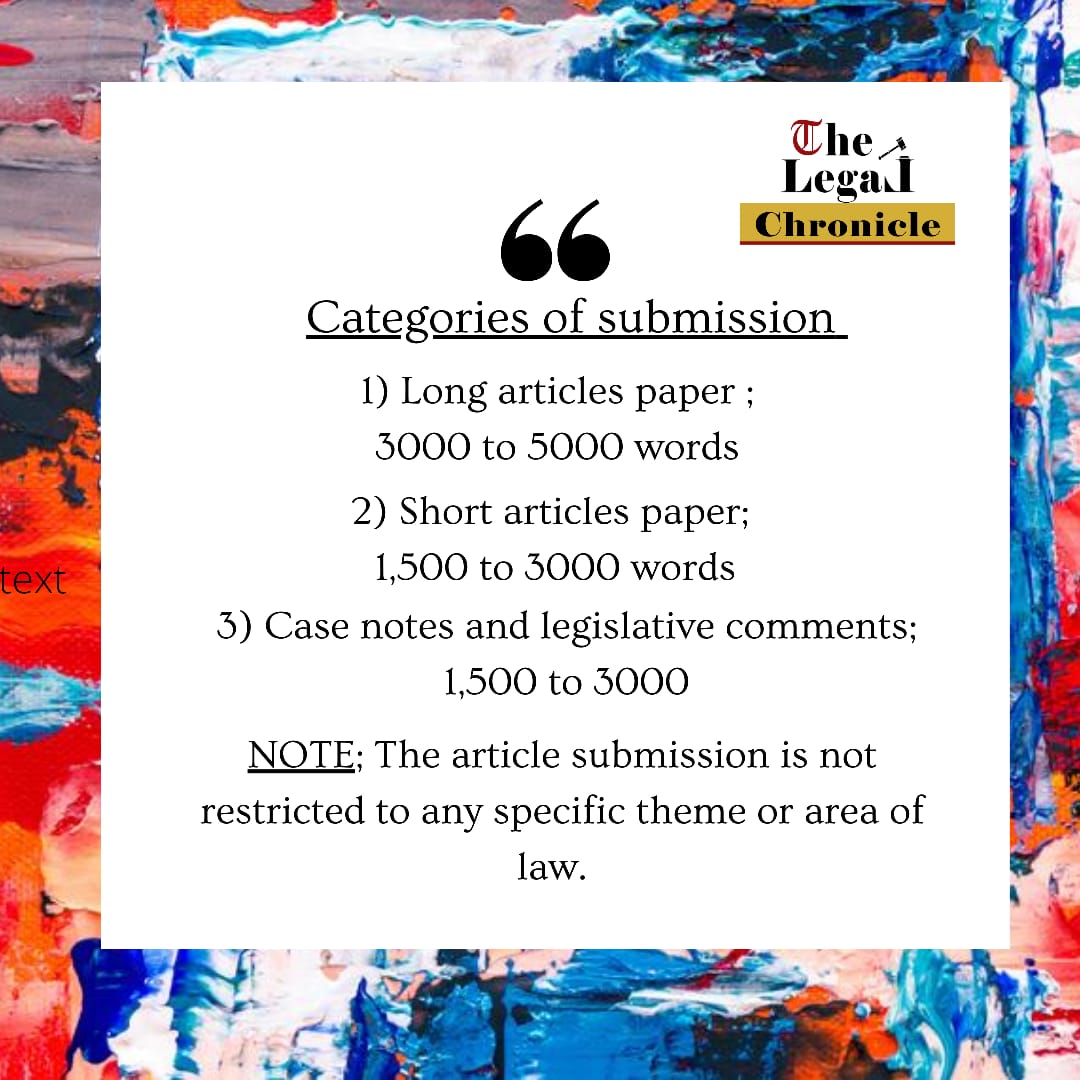 The
Legal
Chronicle
Categories of submission
1) Long articles paper ;
3000 to 5000 words
2) Short articles paper;
1,500 to 3000 words
text
3) Case notes and legislative comments;
1,500 to 3000
NOTE; The article submission is not
restricted to any specific theme or area of
law.